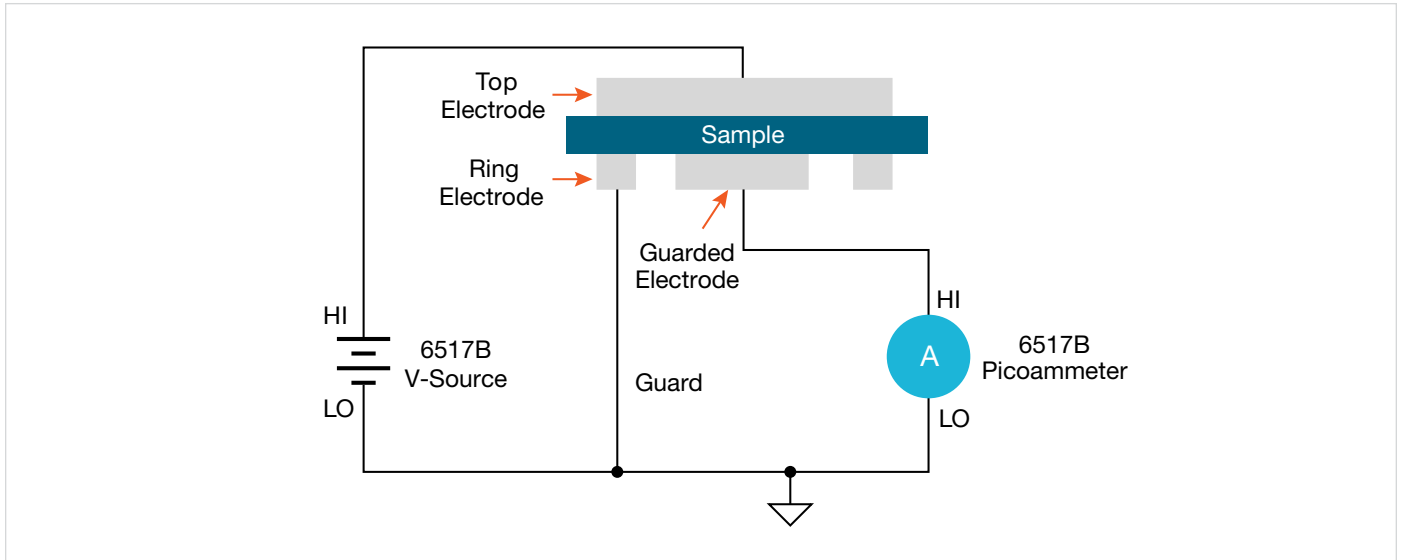 Top
Electrode
Sample
Ring
Electrode
Guarded
Electrode
HI
6517B
V-Source
LO
Guard
HI
A
6517B
Picoammeter
LO